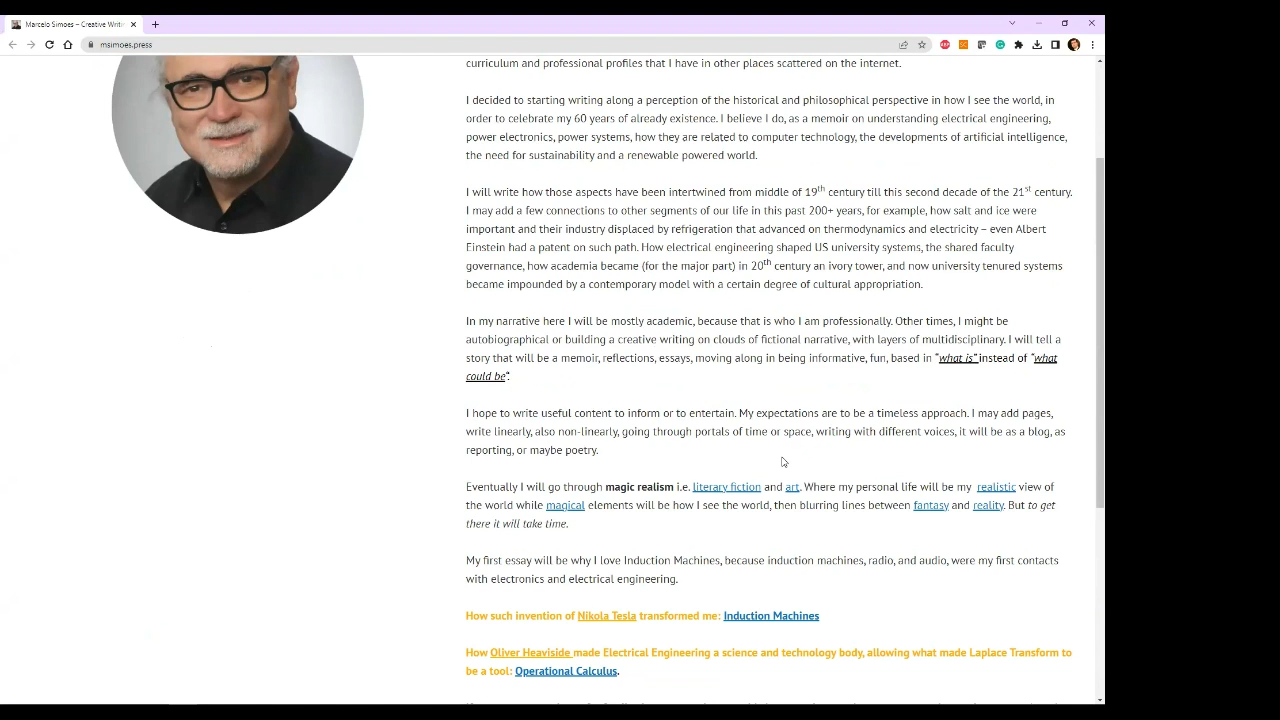 Marcelo Simoes – Creative Writi
msimoes.press
curriculum and professional profiles that I have in other places scattered on the internet.
I decided to starting writing along a perception of the historical and philosophical perspective in how I see the world, in
order to celebrate my 60 years of already existence. I believe I do, as a memoir on understanding electrical engineering,
power electronics, power systems, how they are related to computer technology, the developments of artificial intelligence,
the need for sustainability and a renewable powered world.
I will write how those aspects have been intertwined from middle of 19th century till this second decade of the 21st century.
I may add a few connections to other segments of our life in this past 200+ years, for example, how salt and ice were
important and their industry displaced by refrigeration that advanced on thermodynamics and electricity – even Albert
Einstein had a patent on such path. How electrical engineering shaped US university systems, the shared faculty
governance, how academia became (for the major part) in 20th century an ivory tower, and now university tenured systems
became impounded by a contemporary model with a certain degree of cultural appropriation.
In my narrative here I will be mostly academic, because that is who I am professionally. Other times, I might be
autobiographical or building a creative writing on clouds of fictional narrative, with layers of multidisciplinary. I will tell a
story that will be a memoir, reflections, essays, moving along in being informative, fun, based in “what is” instead of “what
could be“.
I hope to write useful content to inform or to entertain. My expectations are to be a timeless approach. I may add pages,
write linearly, also non-linearly, going through portals of time or space, writing with different voices, it will be as a blog, as
reporting, or maybe poetry.
Eventually I will go through magic realism i.e. literary fiction and art. Where my personal life will be my realistic view of
the world while magical elements will be how I see the world, then blurring lines between fantasy and reality. But to get
there it will take time.
My first essay will be why I love Induction Machines, because induction machines, radio, and audio, were my first contacts
with electronics and electrical engineering.
How such invention of Nikola Tesla transformed me: Induction Machines
How Oliver Heaviside made Electrical Engineering a science and technology body, allowing what made Laplace Transform to
be a tool: Operational Calculus.